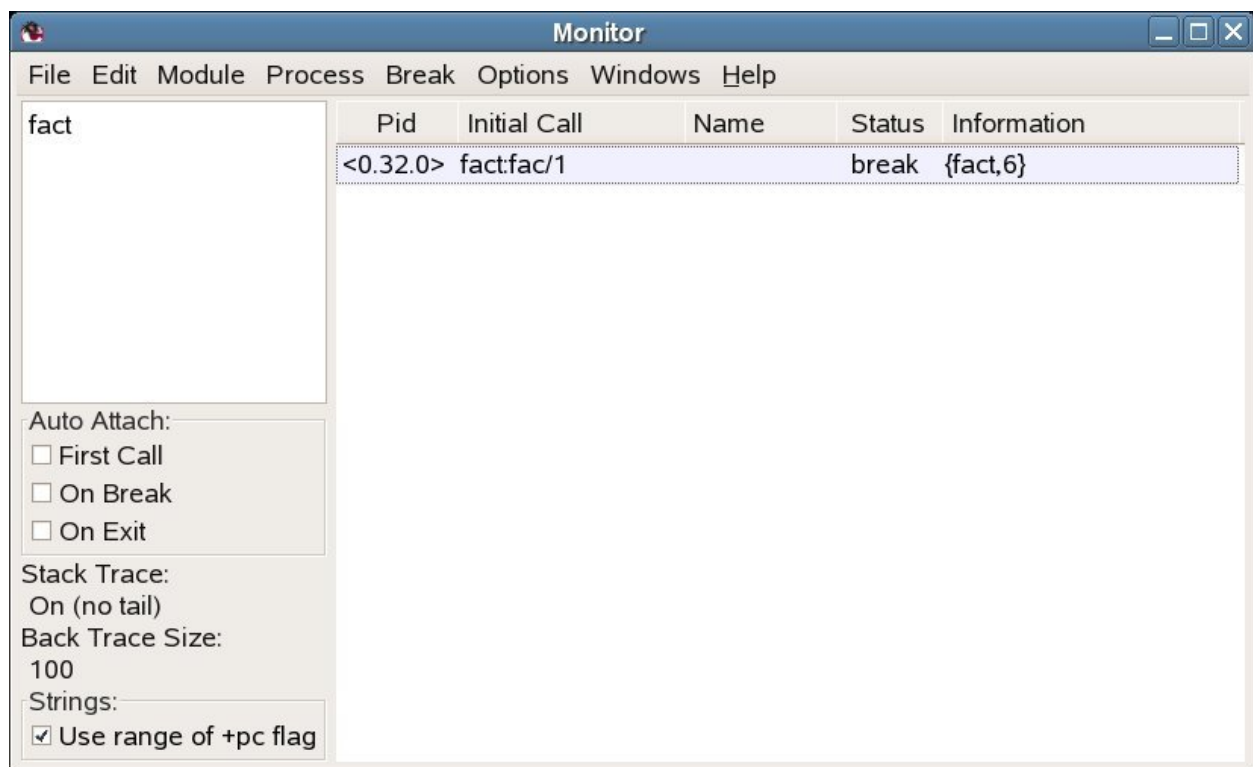 Monitor
File Edit Module Process Break Options Windows Help
fact
Pid Initial Call Name Status Information
<0.32.0> fact:fac/1 break {fact,6}
Auto Attach:
First Call
On Break
On Exit
Stack Trace:
On (no tail)
Back Trace Size:
100
Strings:
Use range of +pc flag